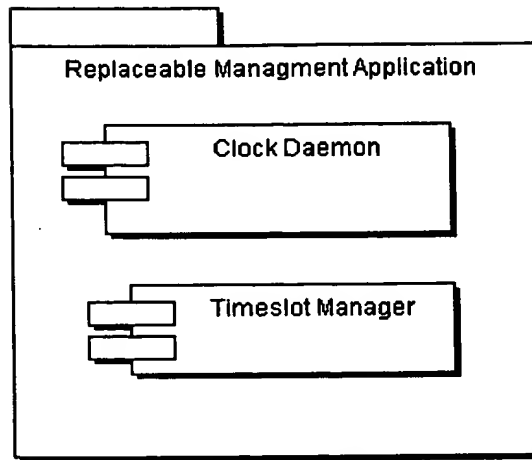 Replaceable Managment Application
Clock Daemon
Timeslot Manager